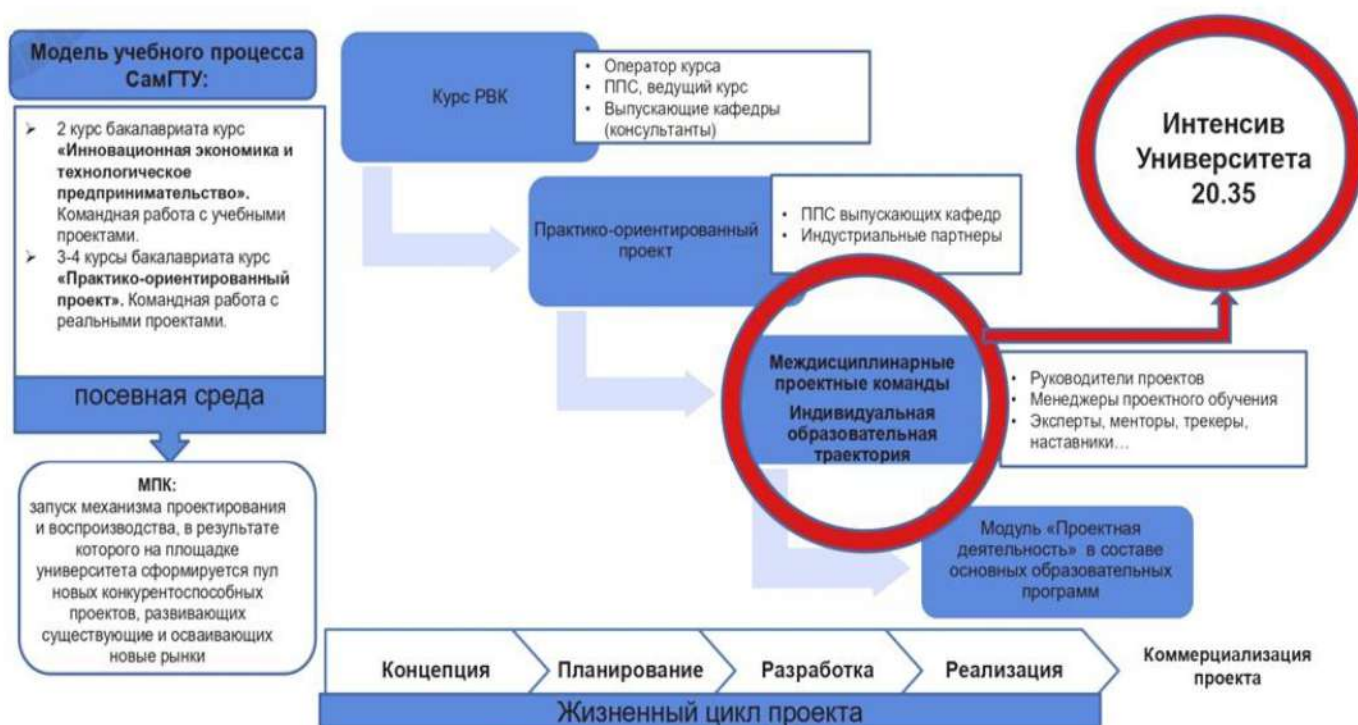 Модель учебного процесса
СамГТУ:
➢ 2 курс бакалавриата курс
«Инновационная экономика и
технологическое
предпринимательство».
Командная работа с учебными
проектами.
➢ 3-4 курсы бакалавриата курс
«Практико-ориентированный
проект». Командная работа с
реальными проектами.
посевная среда
МПК:
запуск механизма проектирования
и воспроизводства, в результате
которого на площадке
университета сформируется пул
новых конкурентоспособных
проектов, развивающих
существующие и осваивающих
новые рынки
Курс РВК
• Оператор курса
• ППС, ведущий курс
• Выпускающие кафедры
(консультанты)
Практико-ориентированный
проект
• ППС выпускающих кафедр
• Индустриальные партнеры
Интенсив
Университета
20.35
Междисциплинарные
проектные команды
Индивидуальная
образовательная
траектория
• Руководители проектов
• Менеджеры проектного обучения
• Эксперты, менторы, трекеры,
наставники…
Модуль «Проектная
деятельность» в составе
основных образовательных
программ
Концепция
Планирование
Разработка
Реализация
Коммерциализация
проекта
Жизненный цикл проекта